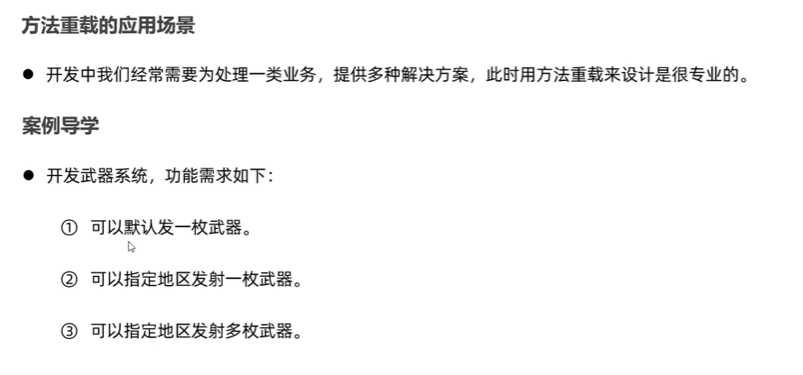 方法重载的应用场景
● 开发中我们经常需要为处理一类业务，提供多种解决方案，此时用方法重载来设计是很专业的。
案例导学
● 开发武器系统，功能需求如下：
① 可以默认发一枚武器。
② 可以指定地区发射一枚武器。
③ 可以指定地区发射多枚武器。